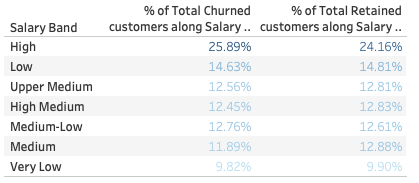 % of Total Churned % of Total Retained
Salary Band customers along Salary .. customers along Salary ..
High 25.89% 24.16%
Low 14.63% 14.81%
Upper Medium 12.56% 12.81%
High Medium 12.45% 12.83%
Medium-Low 12.76% 12.61%
Medium 11.89% 12.88%
Very Low 9.82% 9.90%